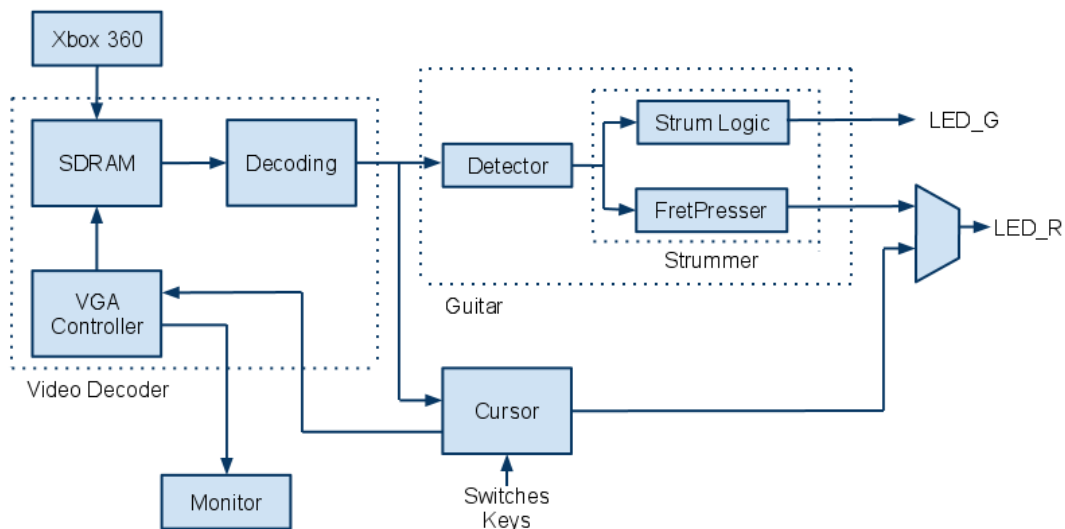 Xbox 360
SDRAM
Decoding
VGA
Controller
Video Decoder
Monitor
Detector
Strum Logic
FretPresser
Strummer
Guitar
LED_G
LED_R
Cursor
Switches
Keys